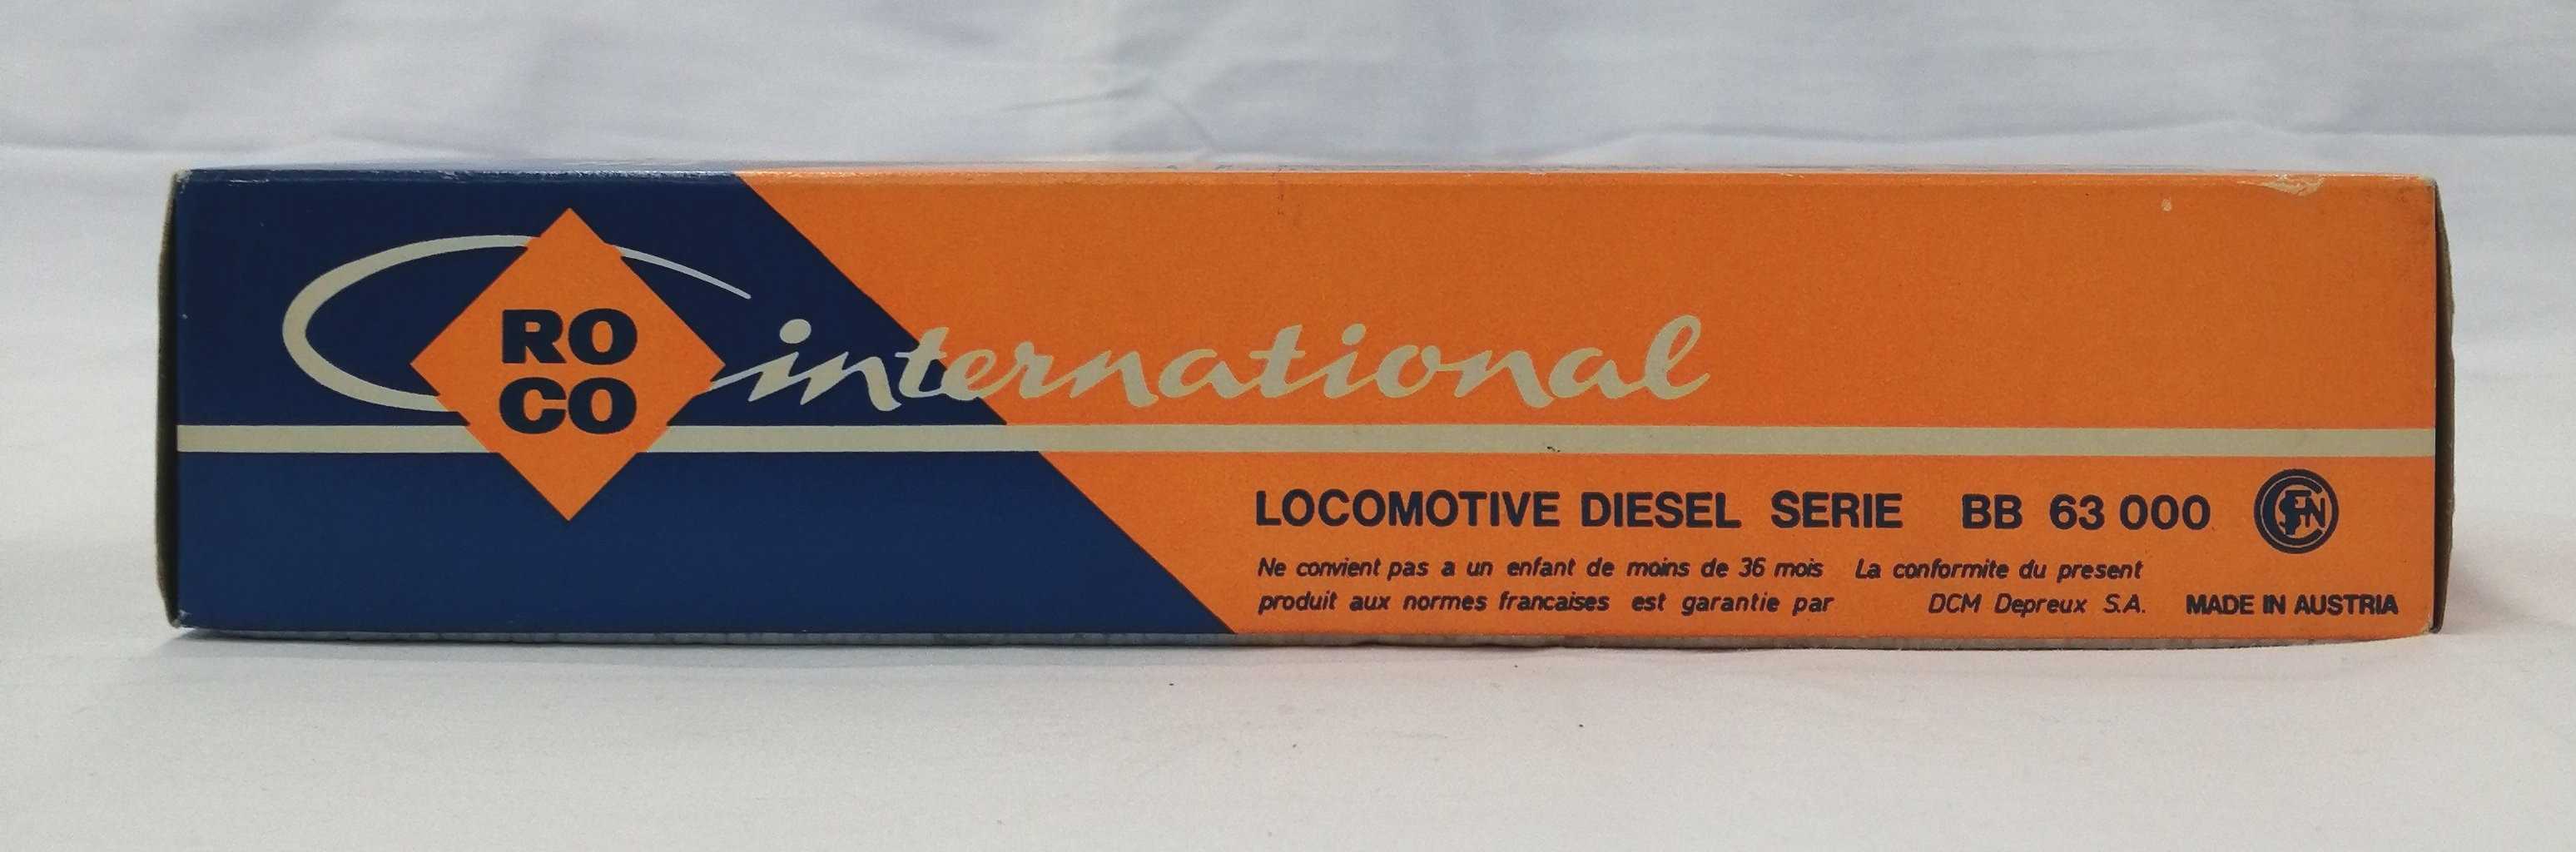 RO
CO
international
LOCOMOTIVE DIESEL SERIE BB 63 000 SNCF
Ne convient pas a un enfant de moins de 36 mois La conformite du present
produit aux normes francaises est garantie par DCM Depreux S.A. MADE IN AUSTRIA